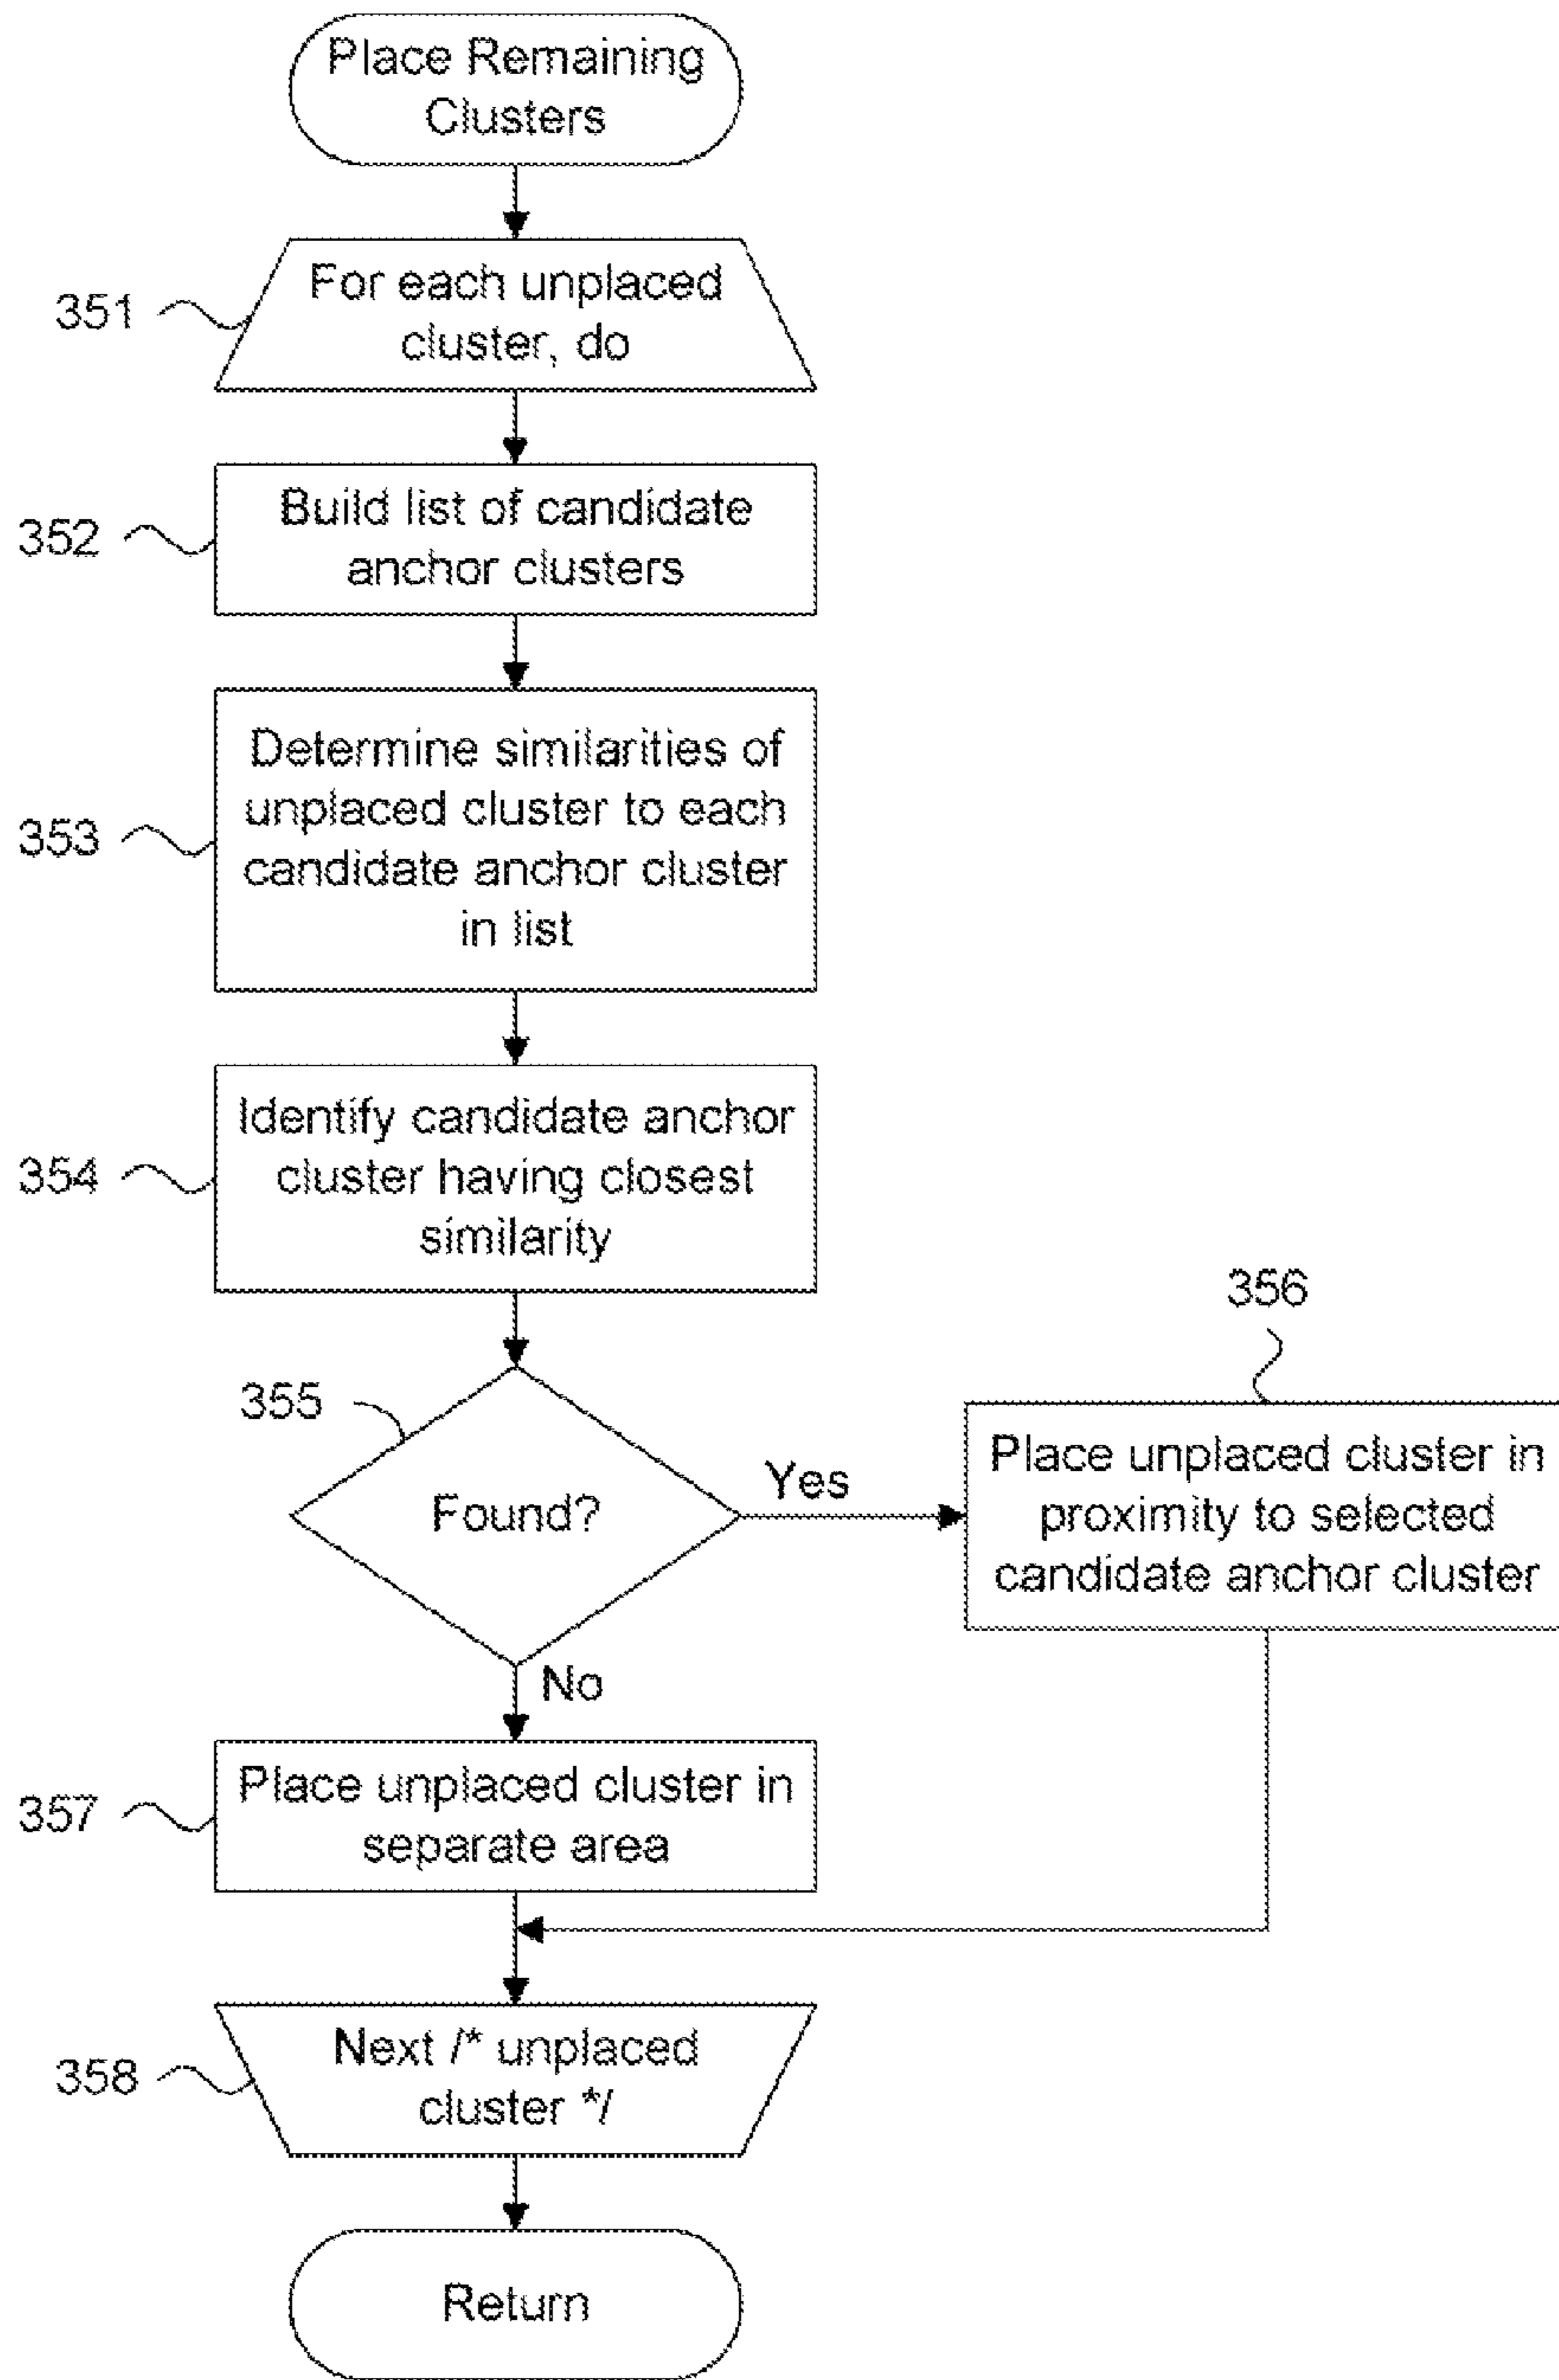 Place Remaining
Clusters
351
For each unplaced
cluster, do
352
Build list of candidate
anchor clusters
353
Determine similarities of
unplaced cluster to each
candidate anchor cluster
in list
354
Identify candidate anchor
cluster having closest
similarity
355
Found?
Yes
356
Place unplaced cluster in
proximity to selected
candidate anchor cluster
No
357
Place unplaced cluster in
separate area
358
Next /* unplaced
cluster */
Return